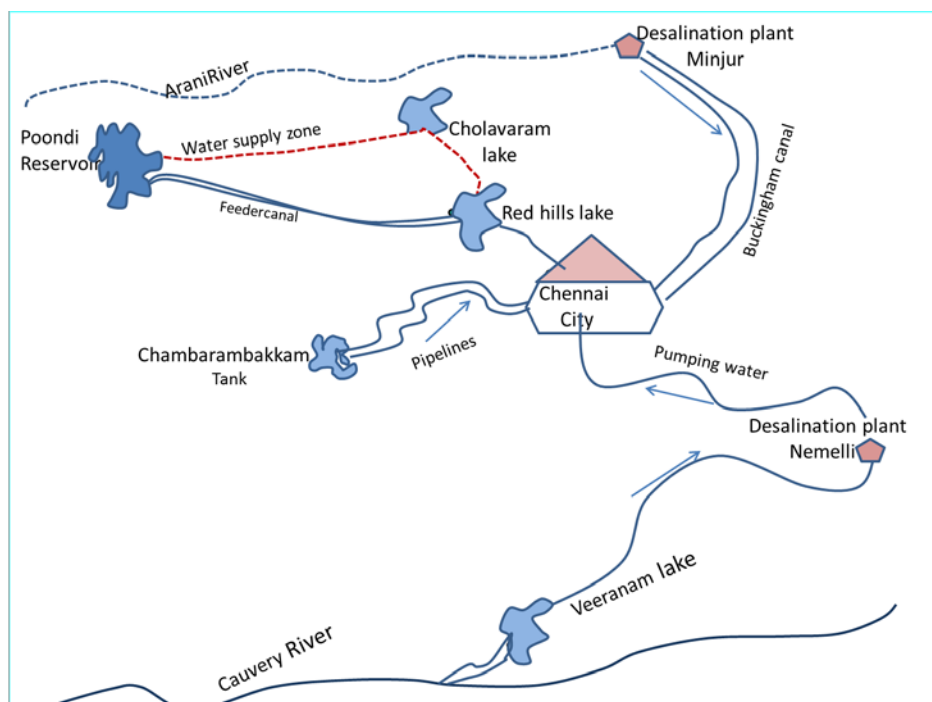 Desalination plant
Minjur
AraniRiver
Poondi
Reservoir
Water supply zone
Cholavaram
lake
Feedercanal
Red hills lake
Buckingham canal
Chennai
City
Chambarambakkam
Tank
Pipelines
Pumping water
Desalination plant
Nemelli
Veeranam lake
Cauvery River